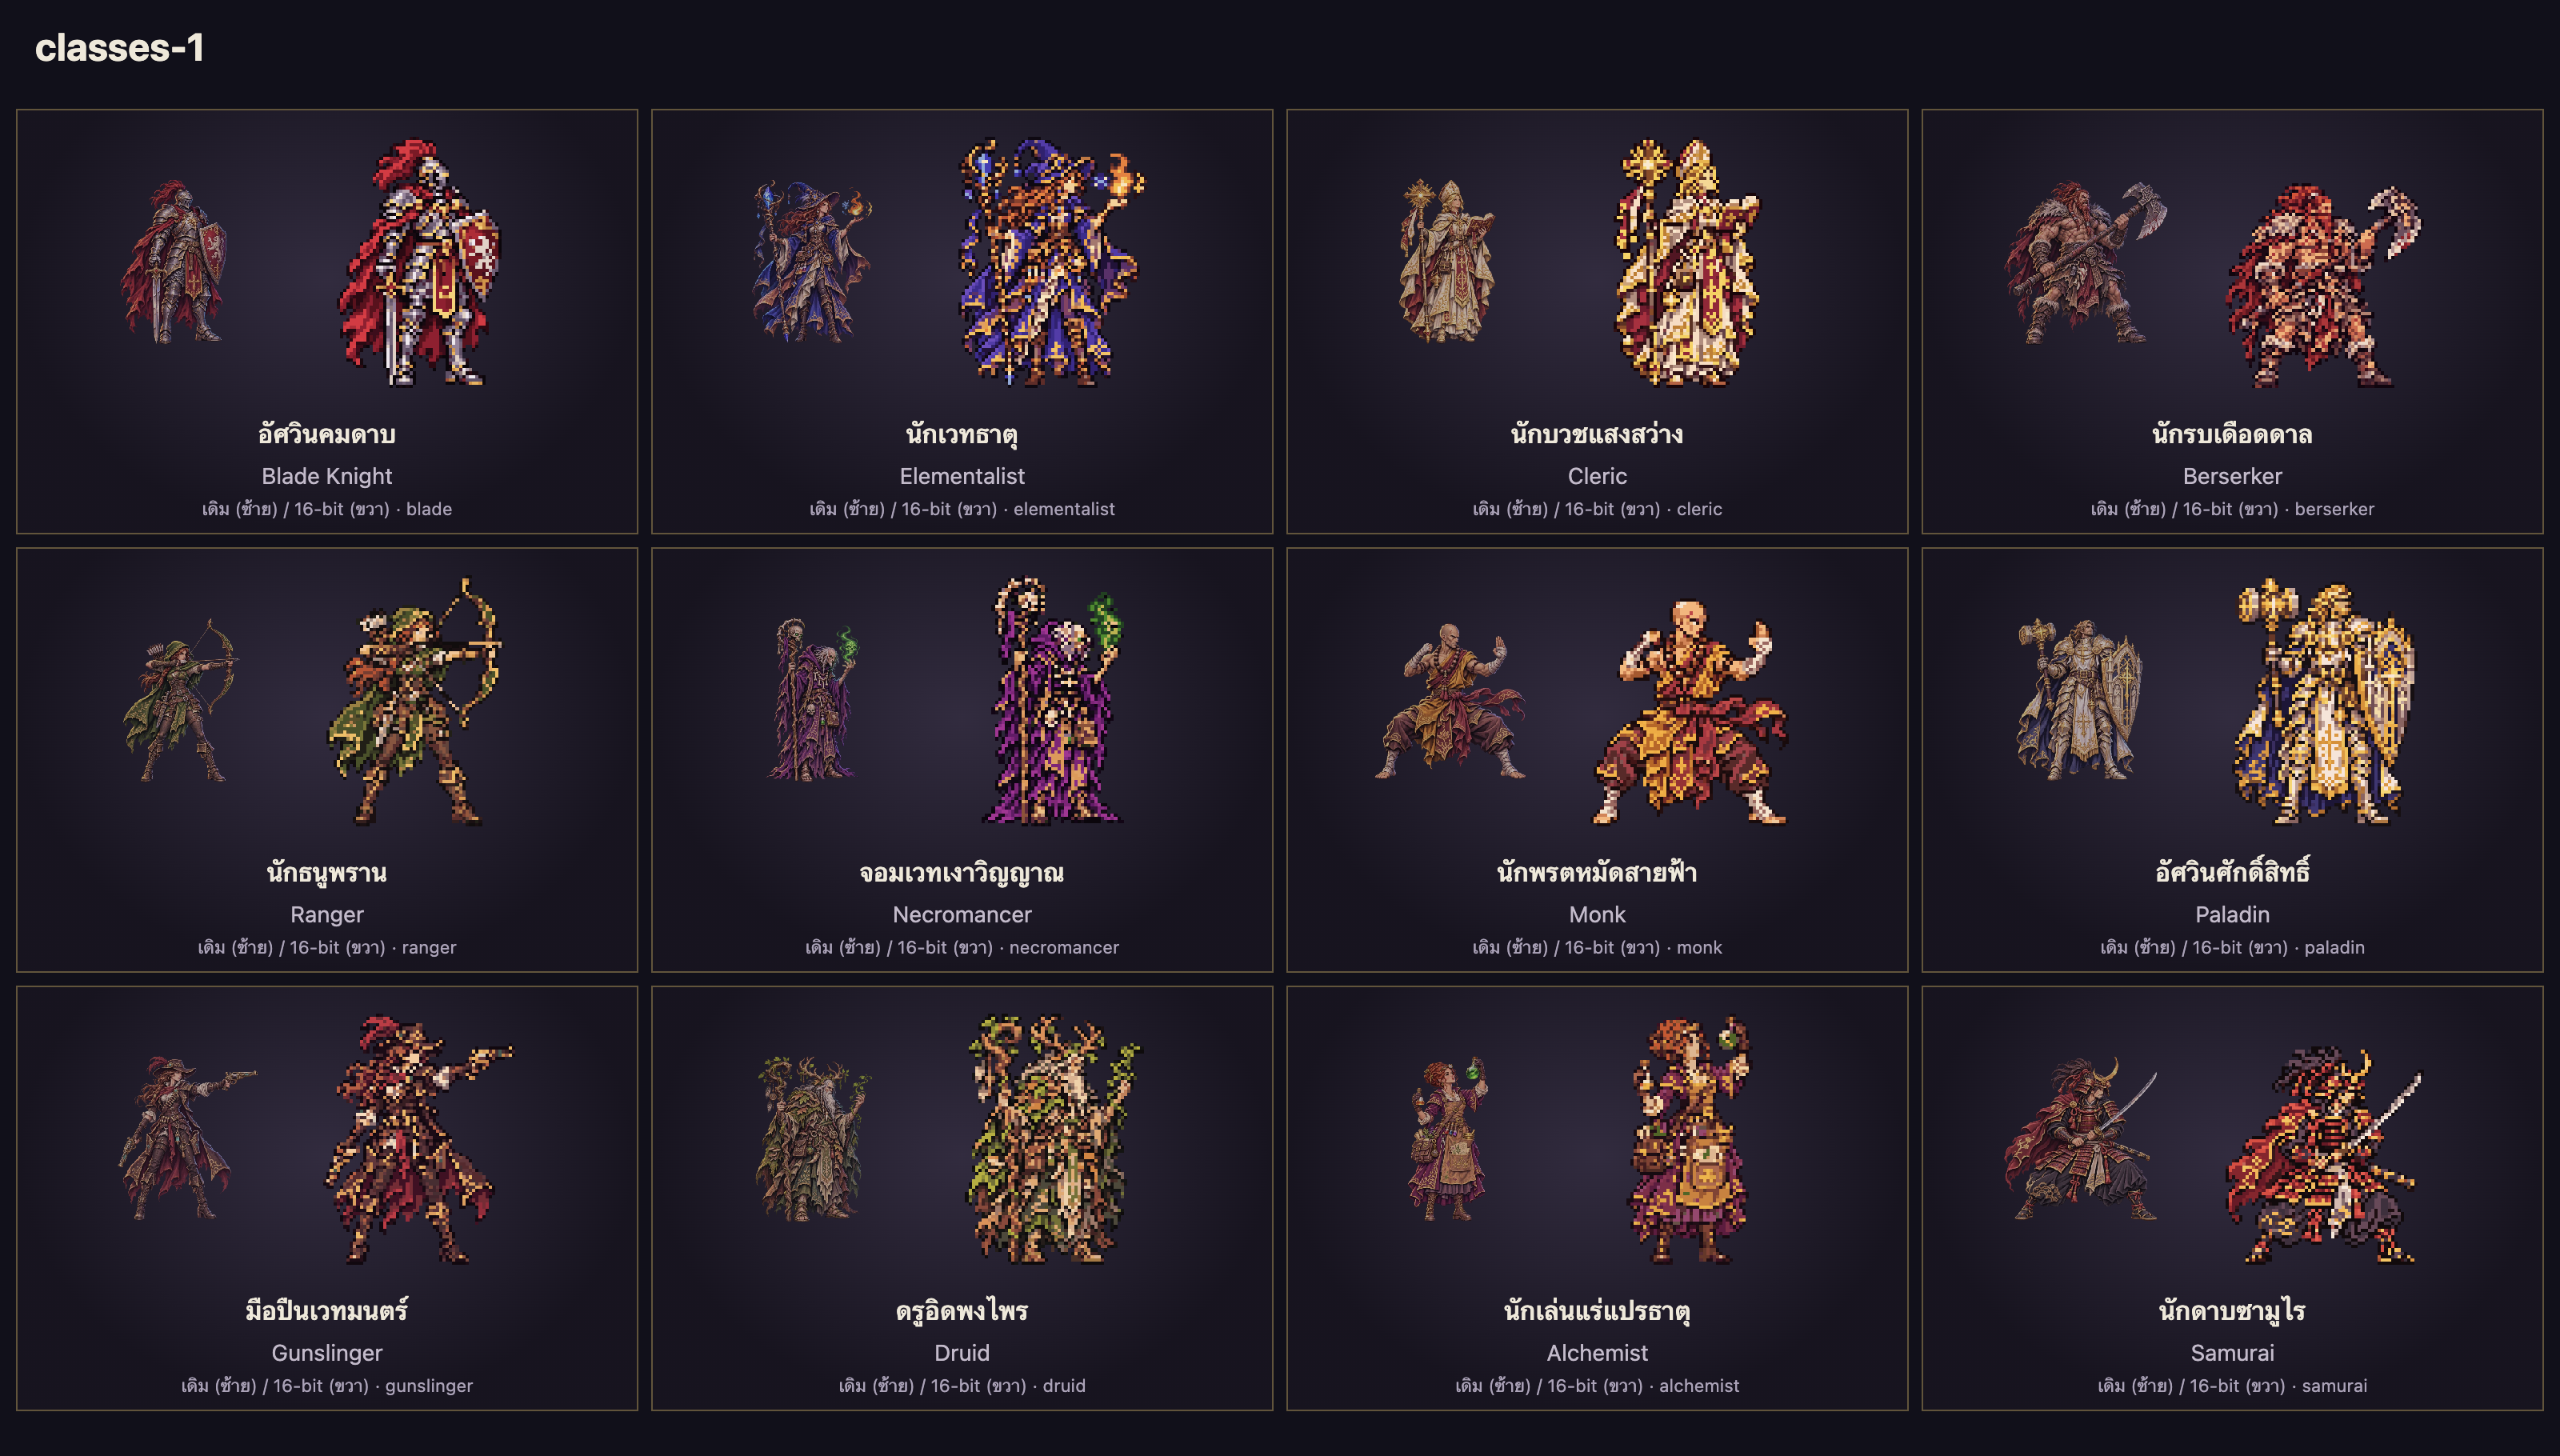 classes-1
อัศวินคมดาบ
Blade Knight
เดิม (ซ้าย) / 16-bit (ขวา) · blade
นักเวทธาตุ
Elementalist
เดิม (ซ้าย) / 16-bit (ขวา) · elementalist
นักบวชแสงสว่าง
Cleric
เดิม (ซ้าย) / 16-bit (ขวา) · cleric
นักรบเดือดดาล
Berserker
เดิม (ซ้าย) / 16-bit (ขวา) · berserker
นักธนูพราน
Ranger
เดิม (ซ้าย) / 16-bit (ขวา) · ranger
จอมเวทเงาวิญญาณ
Necromancer
เดิม (ซ้าย) / 16-bit (ขวา) · necromancer
นักพรตหมัดสายฟ้า
Monk
เดิม (ซ้าย) / 16-bit (ขวา) · monk
อัศวินศักดิ์สิทธิ์
Paladin
เดิม (ซ้าย) / 16-bit (ขวา) · paladin
มือปืนเวทมนตร์
Gunslinger
เดิม (ซ้าย) / 16-bit (ขวา) · gunslinger
ดรูอิดพงไพร
Druid
เดิม (ซ้าย) / 16-bit (ขวา) · druid
นักเล่นแร่แปรธาตุ
Alchemist
เดิม (ซ้าย) / 16-bit (ขวา) · alchemist
นักดาบซามูไร
Samurai
เดิม (ซ้าย) / 16-bit (ขวา) · samurai